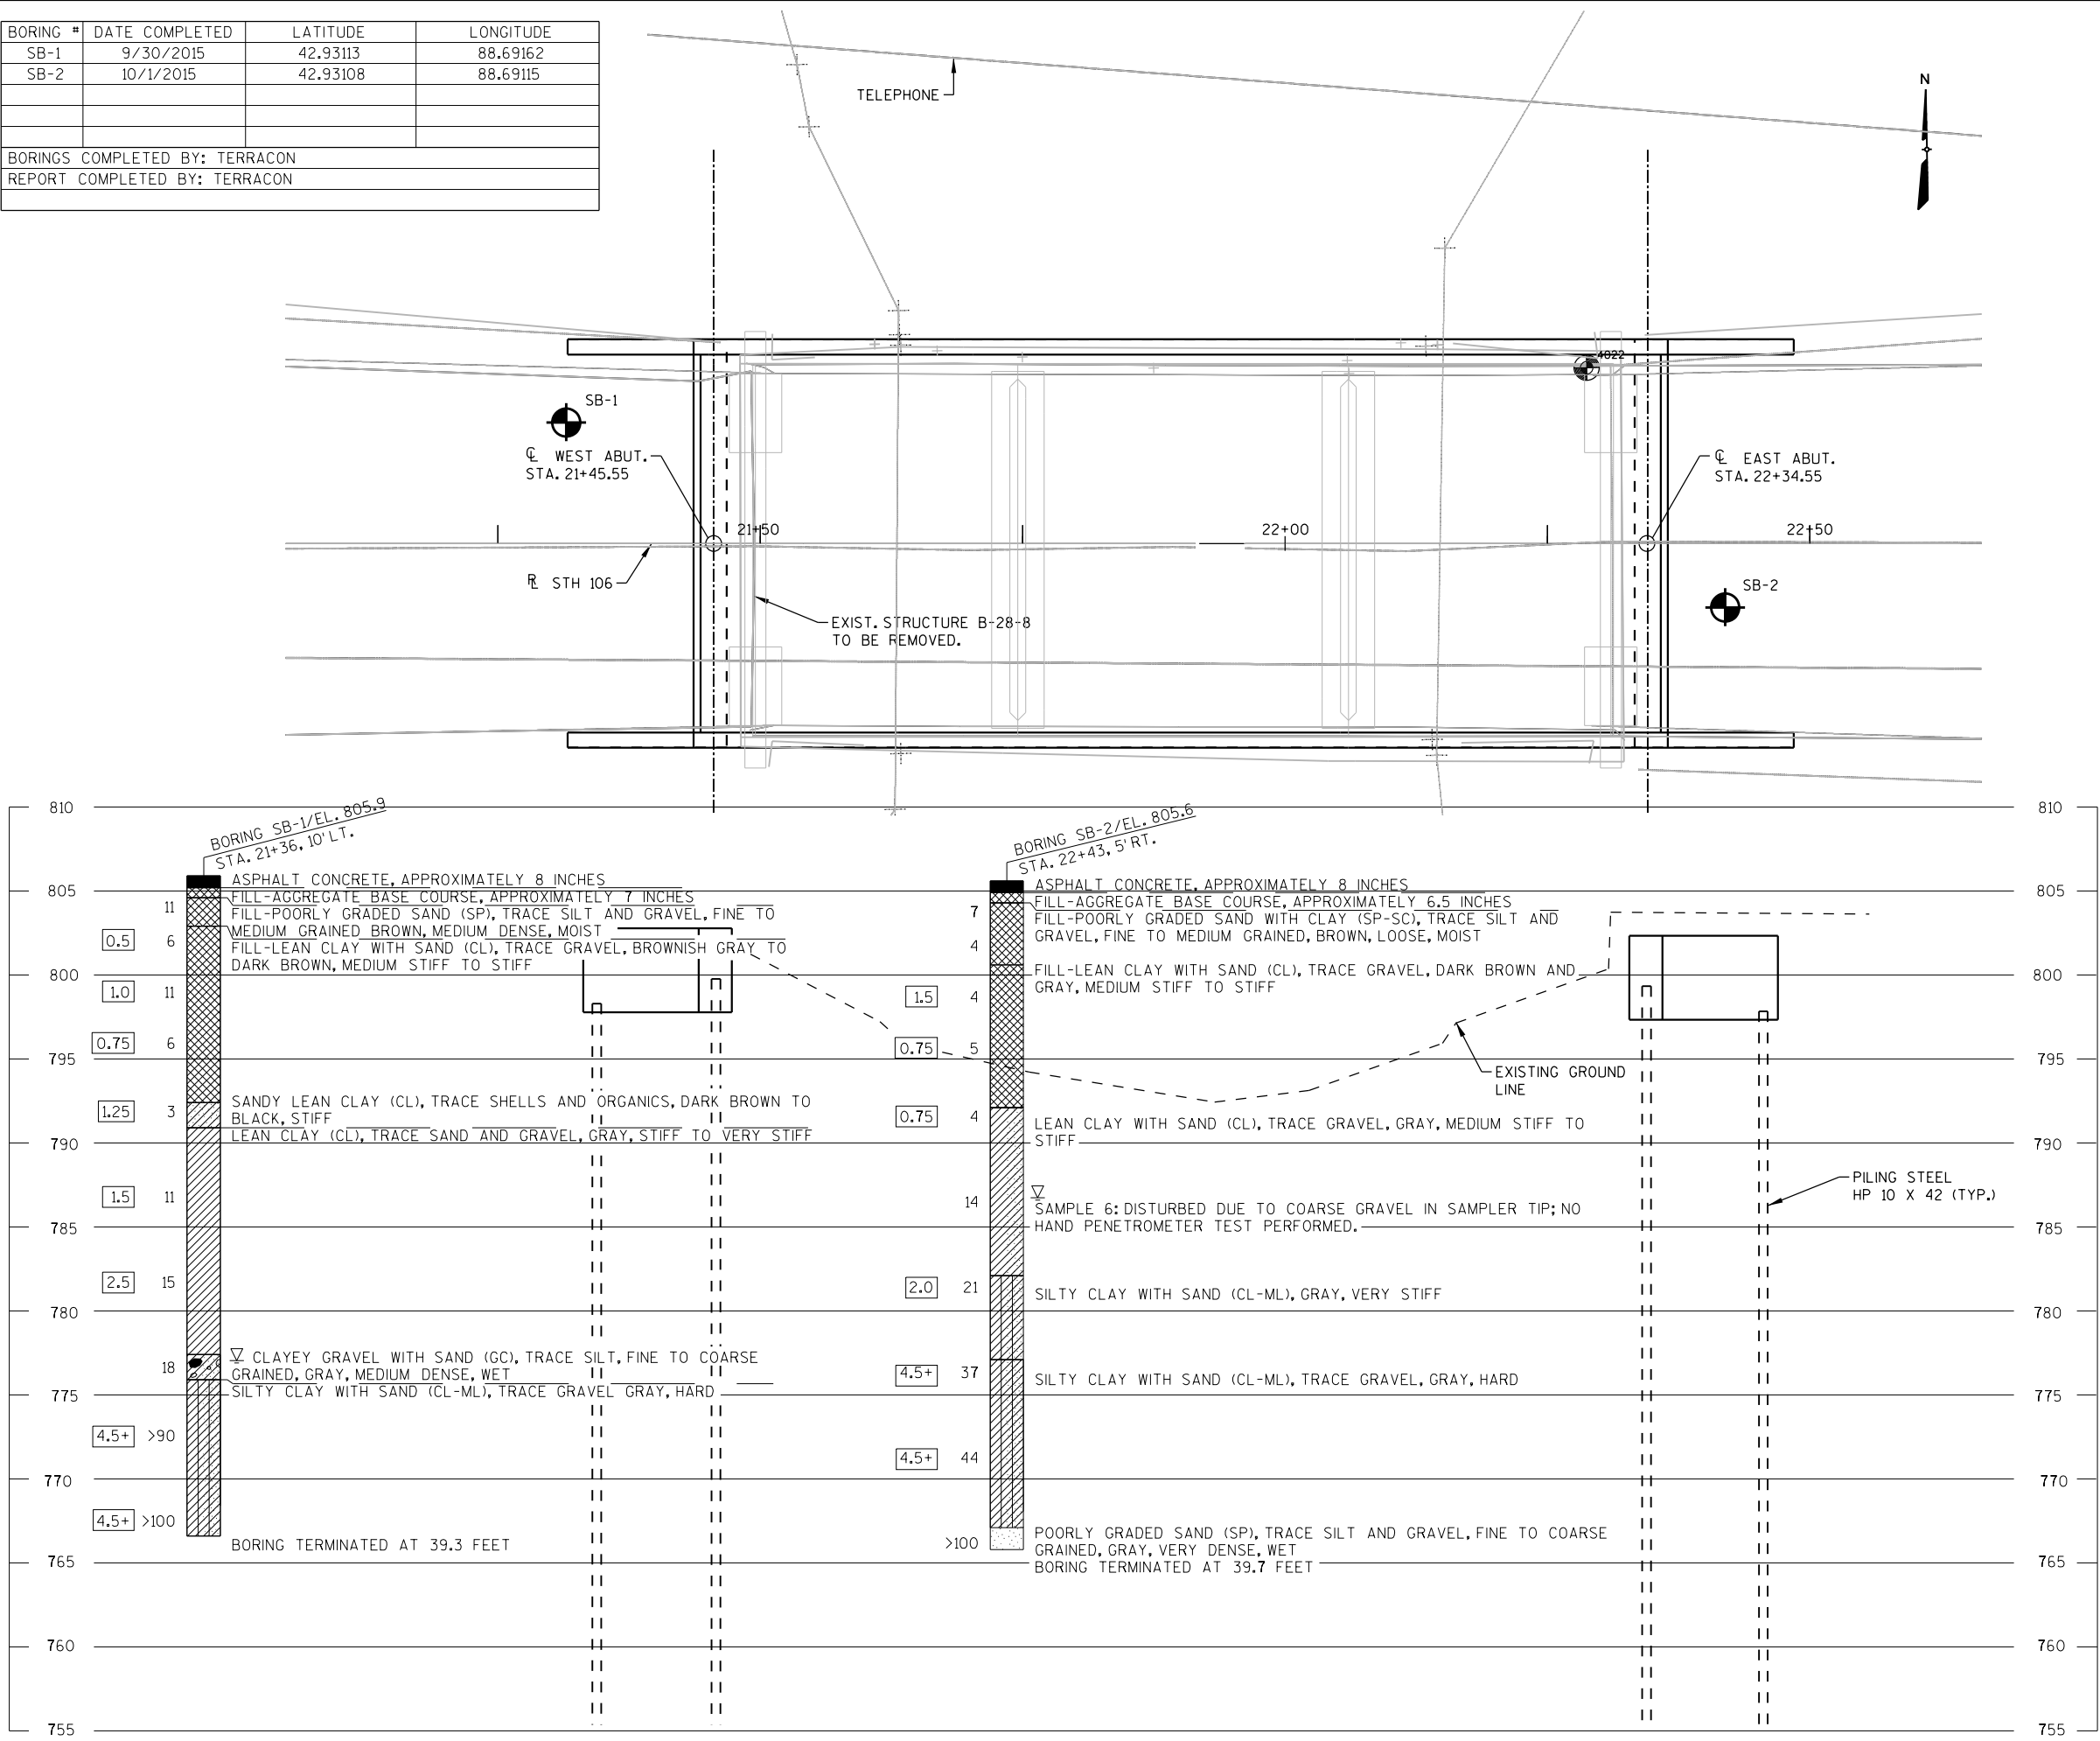 BORING # DATE COMPLETED LATITUDE LONGITUDE
SB-1 9/30/2015 42.93113 88.69162
SB-2 10/1/2015 42.93108 88.69115
BORINGS COMPLETED BY: TERRACON
REPORT COMPLETED BY: TERRACON
TELEPHONE
N
4022
SB-1
℄ WEST ABUT.
STA. 21+45.55
℄ EAST ABUT.
STA. 22+34.55
21+50
22+00
22+50
STH 106
SB-2
EXIST. STRUCTURE B-28-8
TO BE REMOVED.
810
805
800
795
790
785
780
775
770
765
760
755
BORING SB-1/EL. 805.9
STA. 21+36, 10' LT.
ASPHALT CONCRETE, APPROXIMATELY 8 INCHES
FILL-AGGREGATE BASE COURSE, APPROXIMATELY 7 INCHES
FILL-POORLY GRADED SAND (SP), TRACE SILT AND GRAVEL, FINE TO
MEDIUM GRAINED BROWN, MEDIUM DENSE, MOIST
FILL-LEAN CLAY WITH SAND (CL), TRACE GRAVEL, BROWNISH GRAY TO
DARK BROWN, MEDIUM STIFF TO STIFF
SANDY LEAN CLAY (CL), TRACE SHELLS AND ORGANICS, DARK BROWN TO
BLACK, STIFF
LEAN CLAY (CL), TRACE SAND AND GRAVEL, GRAY, STIFF TO VERY STIFF
CLAYEY GRAVEL WITH SAND (GC), TRACE SILT, FINE TO COARSE
GRAINED, GRAY, MEDIUM DENSE, WET
SILTY CLAY WITH SAND (CL-ML), TRACE GRAVEL GRAY, HARD
BORING TERMINATED AT 39.3 FEET
11
0.5 6
1.0 11
0.75 6
1.25 3
1.5 11
2.5 15
18
4.5+ >90
4.5+ >100
BORING SB-2/EL. 805.6
STA. 22+43, 5' RT.
ASPHALT CONCRETE, APPROXIMATELY 8 INCHES
FILL-AGGREGATE BASE COURSE, APPROXIMATELY 6.5 INCHES
FILL-POORLY GRADED SAND WITH CLAY (SP-SC), TRACE SILT AND
GRAVEL, FINE TO MEDIUM GRAINED, BROWN, LOOSE, MOIST
FILL-LEAN CLAY WITH SAND (CL), TRACE GRAVEL, DARK BROWN AND
GRAY, MEDIUM STIFF TO STIFF
LEAN CLAY WITH SAND (CL), TRACE GRAVEL, GRAY, MEDIUM STIFF TO
STIFF
SAMPLE 6: DISTURBED DUE TO COARSE GRAVEL IN SAMPLER TIP; NO
HAND PENETROMETER TEST PERFORMED.
SILTY CLAY WITH SAND (CL-ML), GRAY, VERY STIFF
SILTY CLAY WITH SAND (CL-ML), TRACE GRAVEL, GRAY, HARD
POORLY GRADED SAND (SP), TRACE SILT AND GRAVEL, FINE TO COARSE
GRAINED, GRAY, VERY DENSE, WET
BORING TERMINATED AT 39.7 FEET
7
4
1.5 4
0.75 5
0.75 4
14
2.0 21
4.5+ 37
4.5+ 44
>100
EXISTING GROUND
LINE
PILING STEEL
HP 10 X 42 (TYP.)
810
805
800
795
790
785
780
775
770
765
760
755